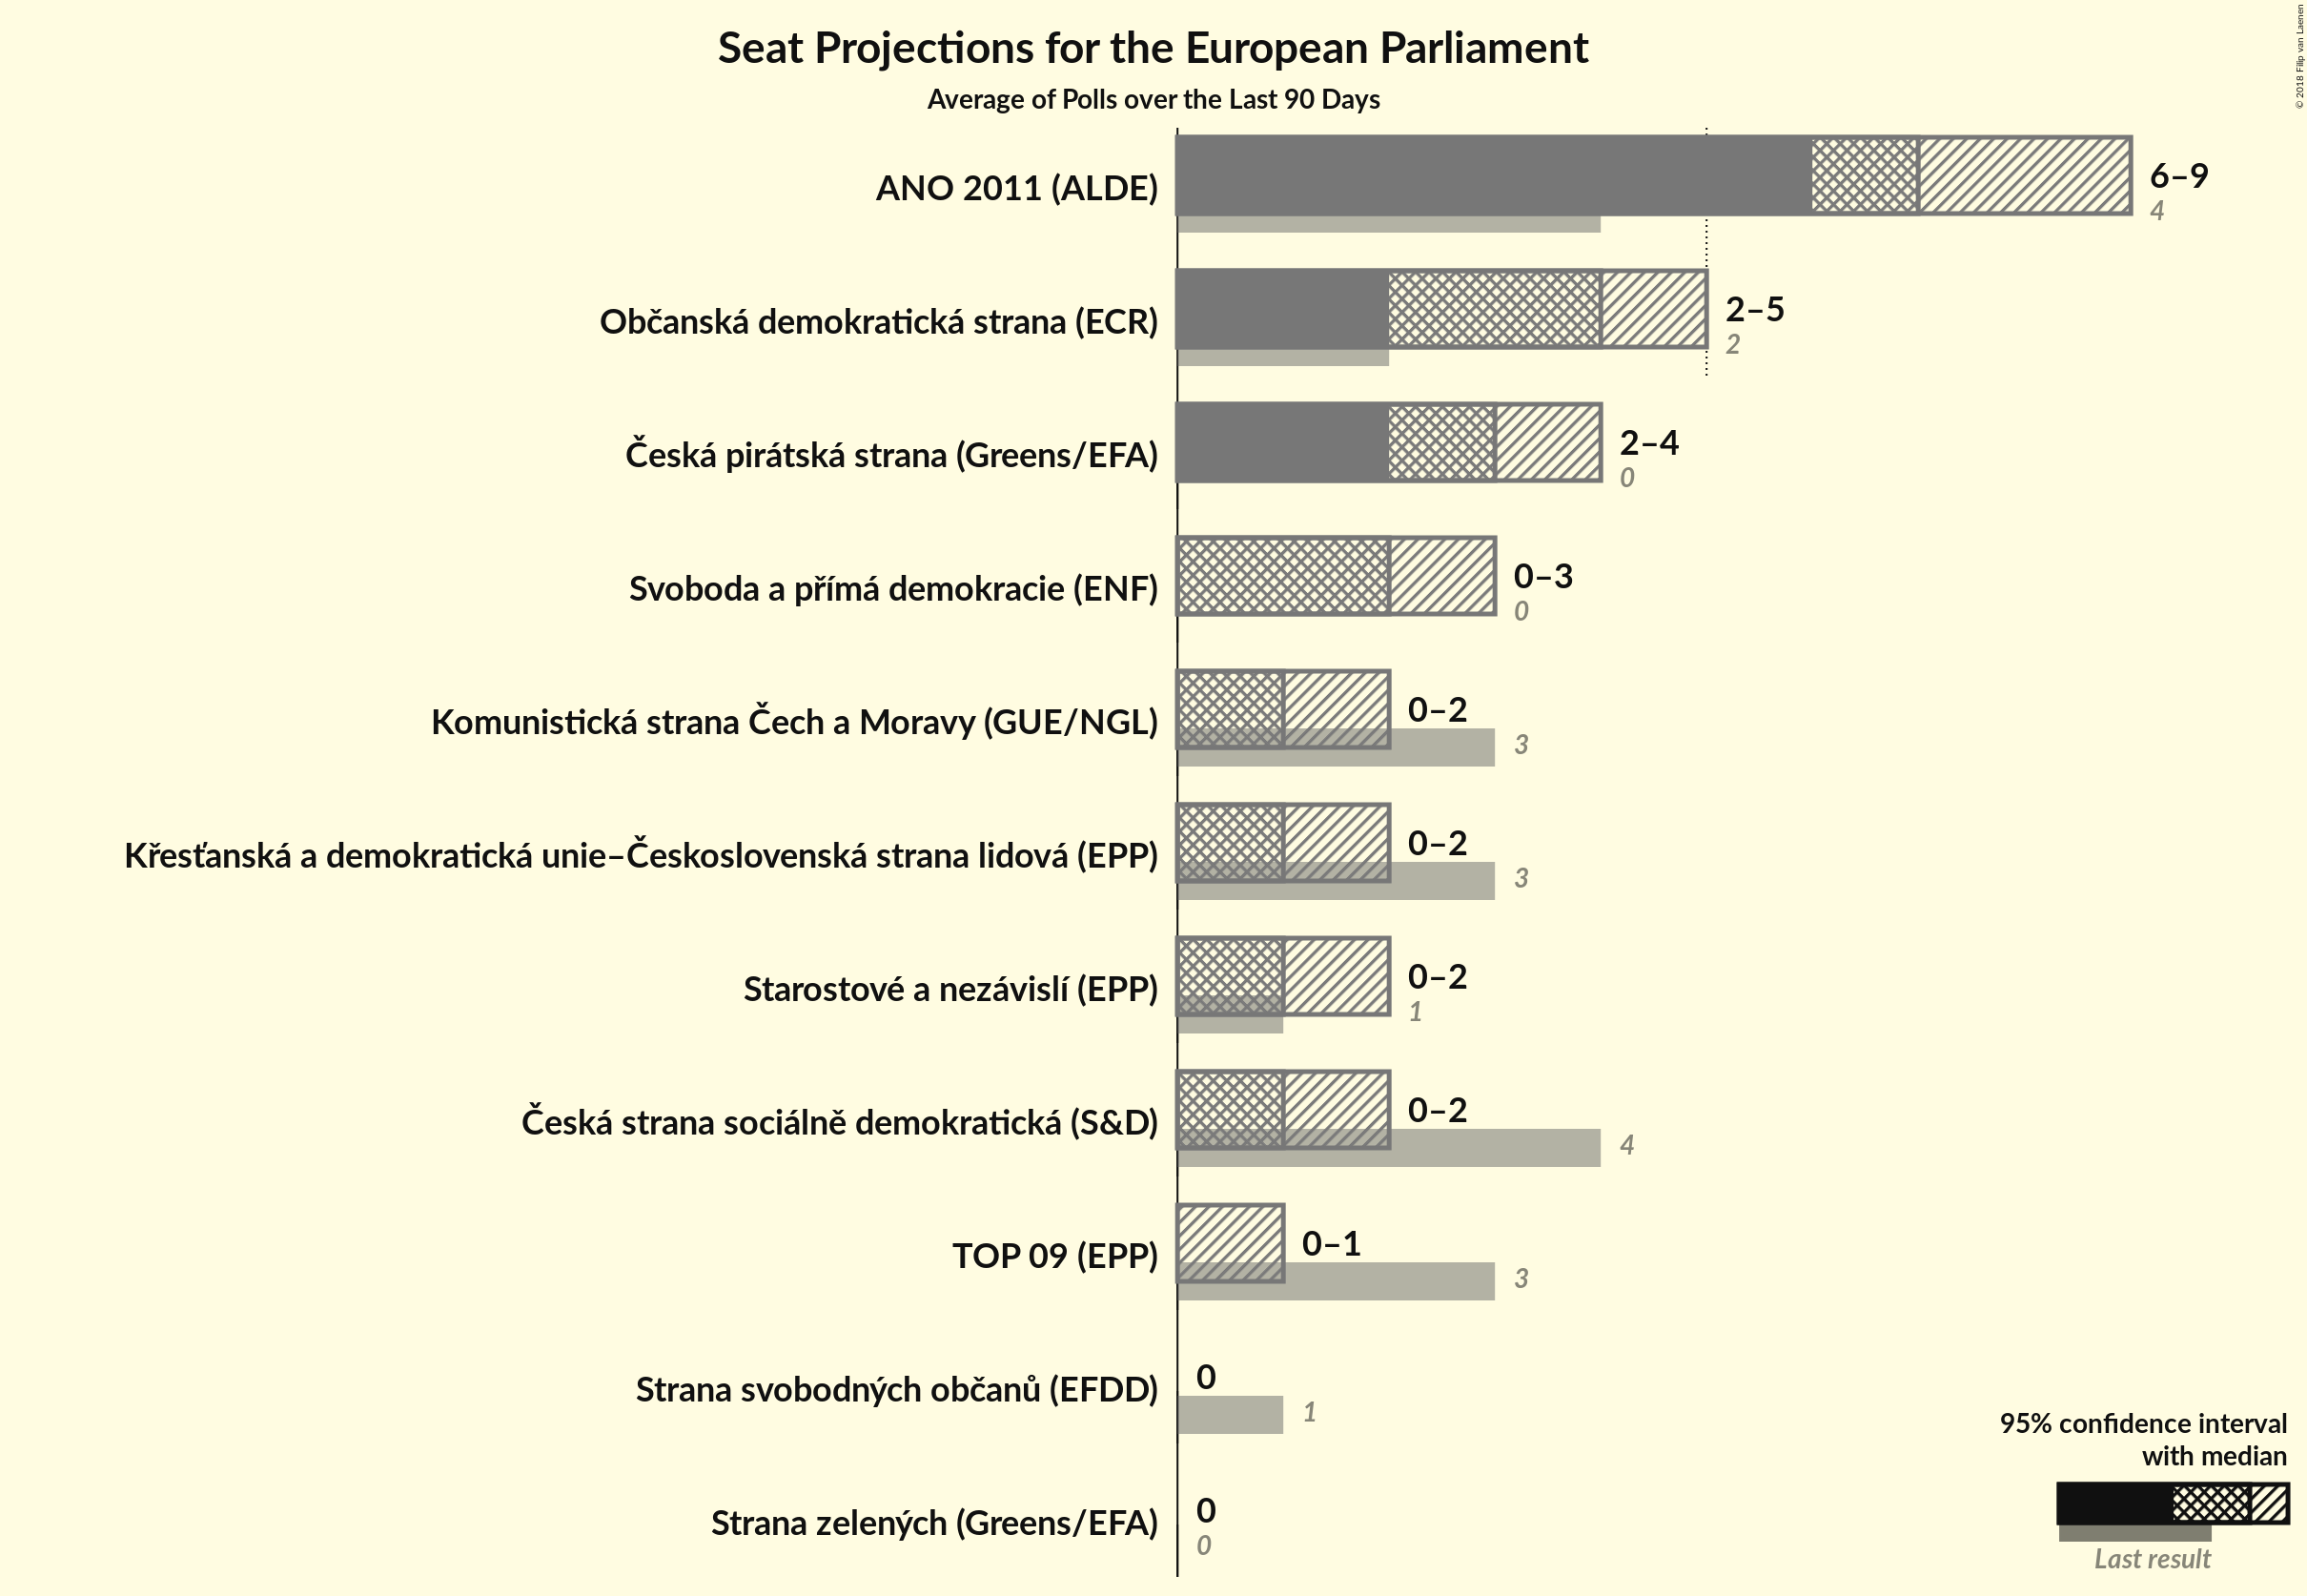 Seat Projections for the European Parliament
Average of Polls over the Last 90 Days
© 2018 Filip van Laenen
ANO 2011 (ALDE)
6–9
4
Občanská demokratická strana (ECR)
2–5
2
Česká pirátská strana (Greens/EFA)
2–4
0
Svoboda a přímá demokracie (ENF)
0–3
0
Komunistická strana Čech a Moravy (GUE/NGL)
0–2
3
Křesťanská a demokratická unie–Československá strana lidová (EPP)
0–2
3
Starostové a nezávislí (EPP)
0–2
1
Česká strana sociálně demokratická (S&D)
0–2
4
TOP 09 (EPP)
0–1
3
Strana svobodných občanů (EFDD)
0
1
Strana zelených (Greens/EFA)
0
0
95% confidence interval
with median
Last result